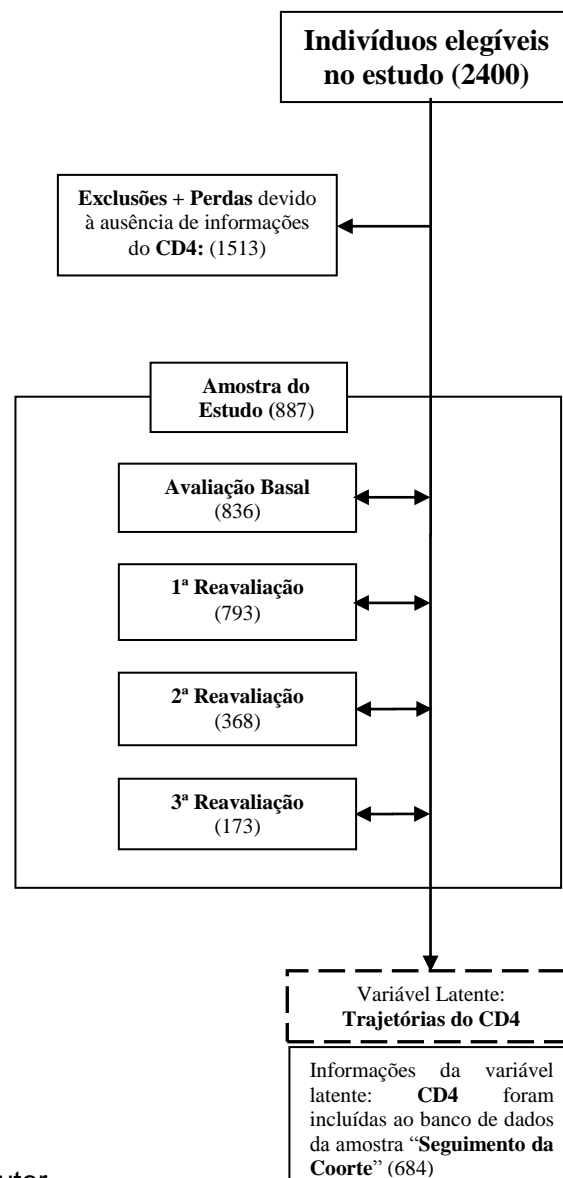 Indivíduos elegíveis
no estudo (2400)
Exclusões + Perdas devido
à ausência de informações
do CD4: (1513)
Amostra do
Estudo (887)
Avaliação Basal
(836)
1ª Reavaliação
(793)
2ª Reavaliação
(368)
3ª Reavaliação
(173)
Variável Latente:
Trajetórias do CD4
Informações da variável
latente: CD4 foram
incluídas ao banco de dados
da amostra “Seguimento da
Coorte” (684)